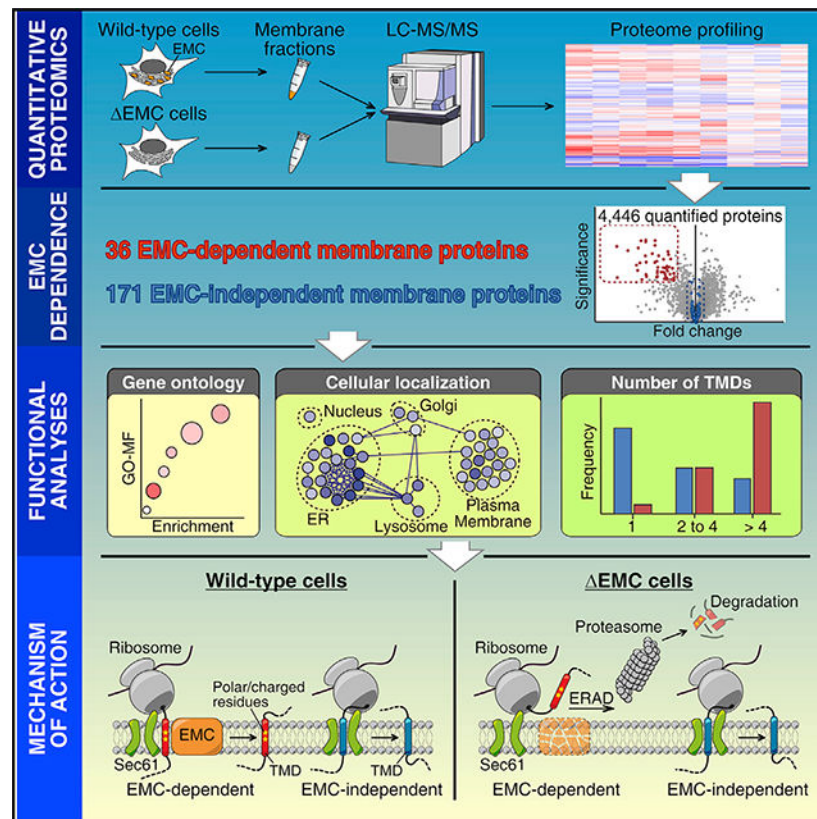 QUANTITATIVE
PROTEOMICS
Wild-type cells
EMC
ΔEMC cells
Membrane
fractions
LC-MS/MS
Proteome profiling
EMC
DEPENDENCE
36 EMC-dependent membrane proteins
171 EMC-independent membrane proteins
4,446 quantified proteins
Significance
Fold change
FUNCTIONAL
ANALYSES
Gene ontology
GO-MF
Enrichment
Cellular localization
Nucleus
Golgi
ER
Lysosome
Plasma
Membrane
Number of TMDs
Frequency
1
2 to 4
> 4
MECHANISM
OF ACTION
Wild-type cells
Ribosome
Polar/charged
residues
EMC
Sec61
TMD
TMD
EMC-dependent
EMC-independent
ΔEMC cells
Degradation
Proteasome
Ribosome
ERAD
Sec61
EMC-dependent
EMC-independent